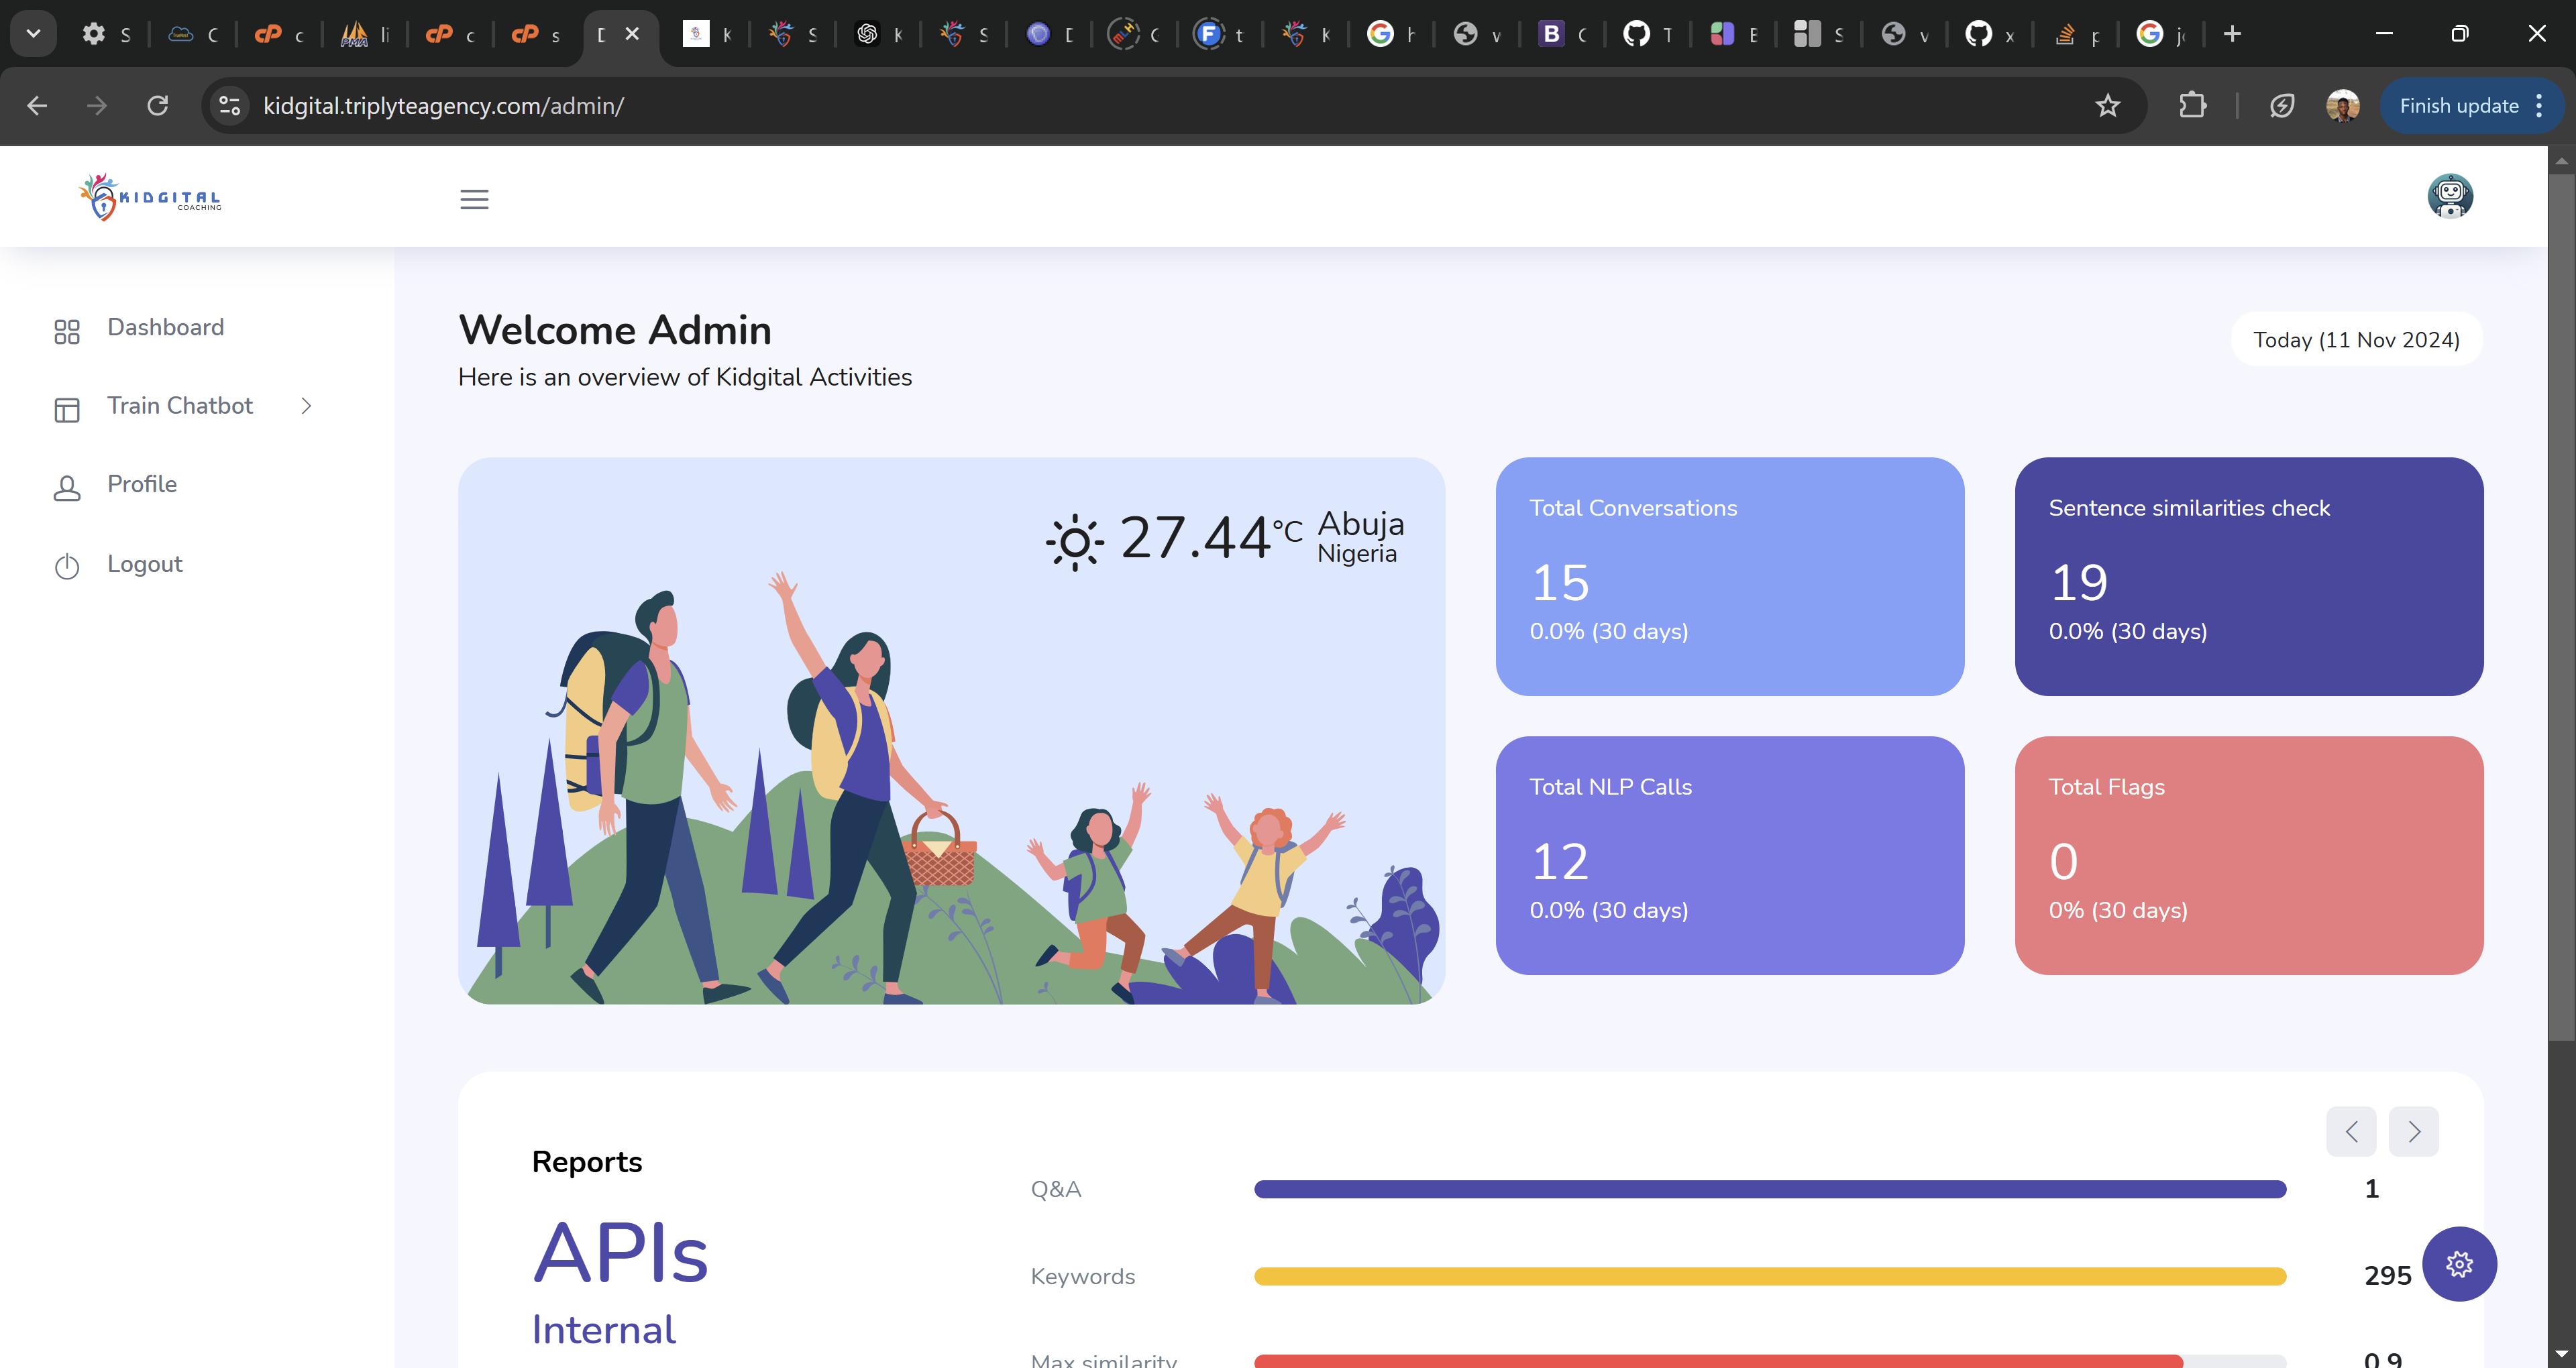 S
C
c
li
c
s
D
K
S
K
S
D
C
t
K
h
v
C
T
E
S
v
x
p
j
kidgital.triplyteagency.com/admin/
Finish update
KIDGITAL
COACHING
Dashboard
Train Chatbot
Profile
Logout
Welcome Admin
Here is an overview of Kidgital Activities
Today (11 Nov 2024)
27.44°C Abuja
Nigeria
Total Conversations
15
0.0% (30 days)
Sentence similarities check
19
0.0% (30 days)
Total NLP Calls
12
0.0% (30 days)
Total Flags
0
0% (30 days)
Reports
APIs
Internal
Q&A 1
Keywords 295
Max similarity 0.9